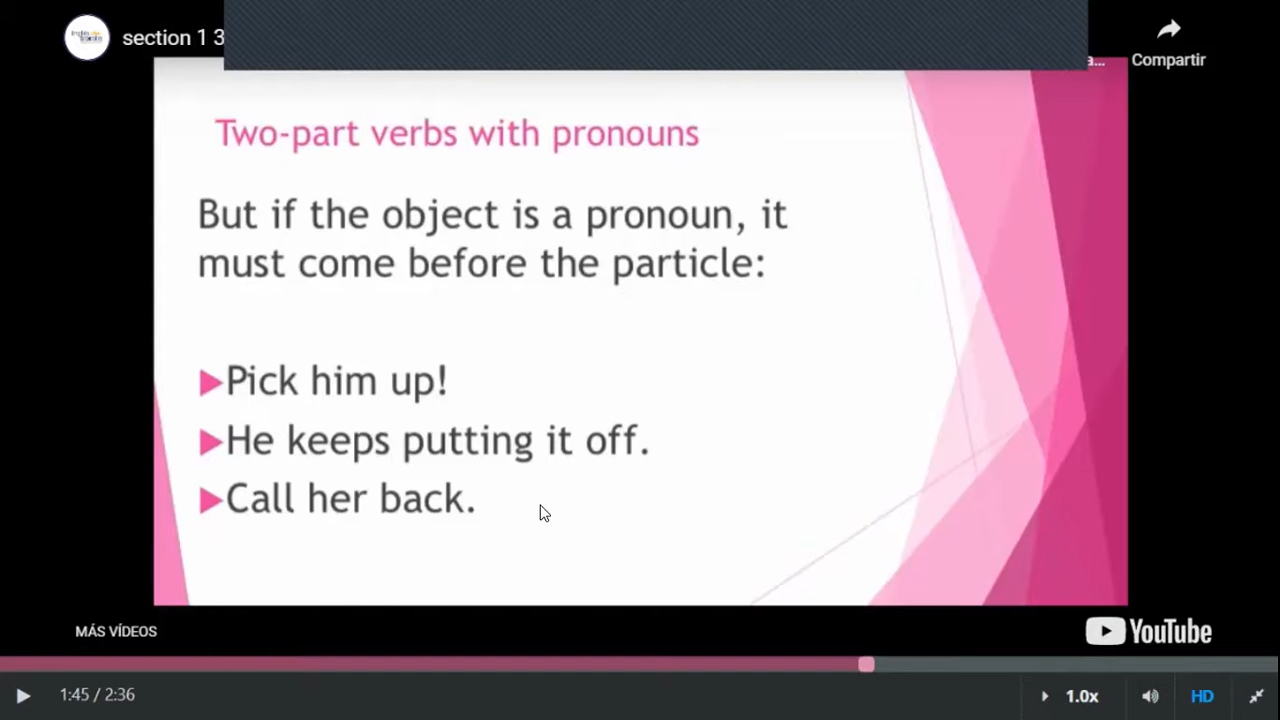 section 1 3
a...
Compartir
Two-part verbs with pronouns
But if the object is a pronoun, it
must come before the particle:
Pick him up!
He keeps putting it off.
Call her back.
MÁS VÍDEOS
YouTube
1:45 / 2:36
1.0x
HD